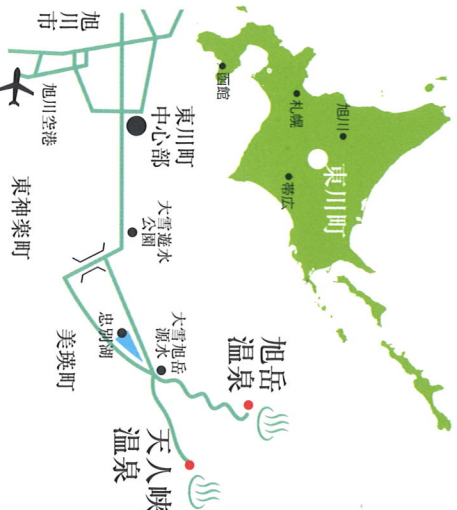 函館
札幌
旭川
帯広
東川町
旭川
市
旭川空港
東川町
中心部
東神楽町
大雪遊水
公園
忠別湖
美瑛町
大雪旭岳
源水
旭岳
温泉
天人峡
温泉